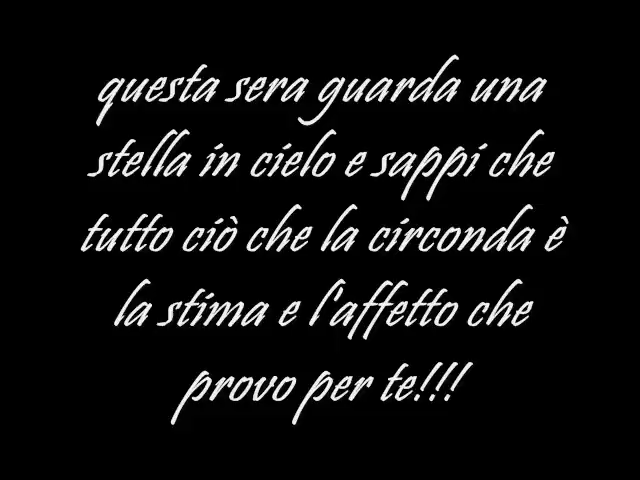 questa sera guarda una
stella in cielo e sappi che
tutto ciò che la circonda è
la stima e l'affetto che
provo per te!!!